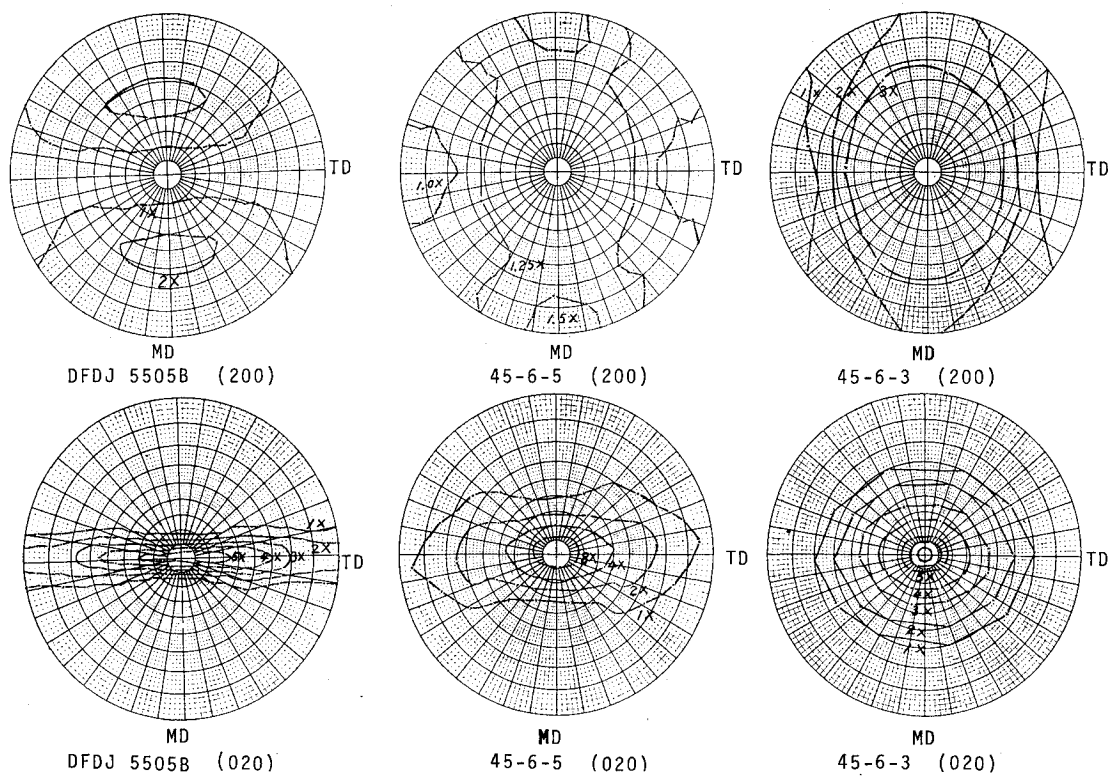 TD
TD
TD
1.0X
1.25X
1.5X
2X
1X 2X 3X
MD
MD
MD
DFDJ 5505B (200)
45-6-5 (200)
45-6-3 (200)
1X
2X
TD
TD
TD
4X
2X
1X
5X
4X
3X
2X
1X
MD
MD
MD
DFDJ 5505B (020)
45-6-5 (020)
45-6-3 (020)